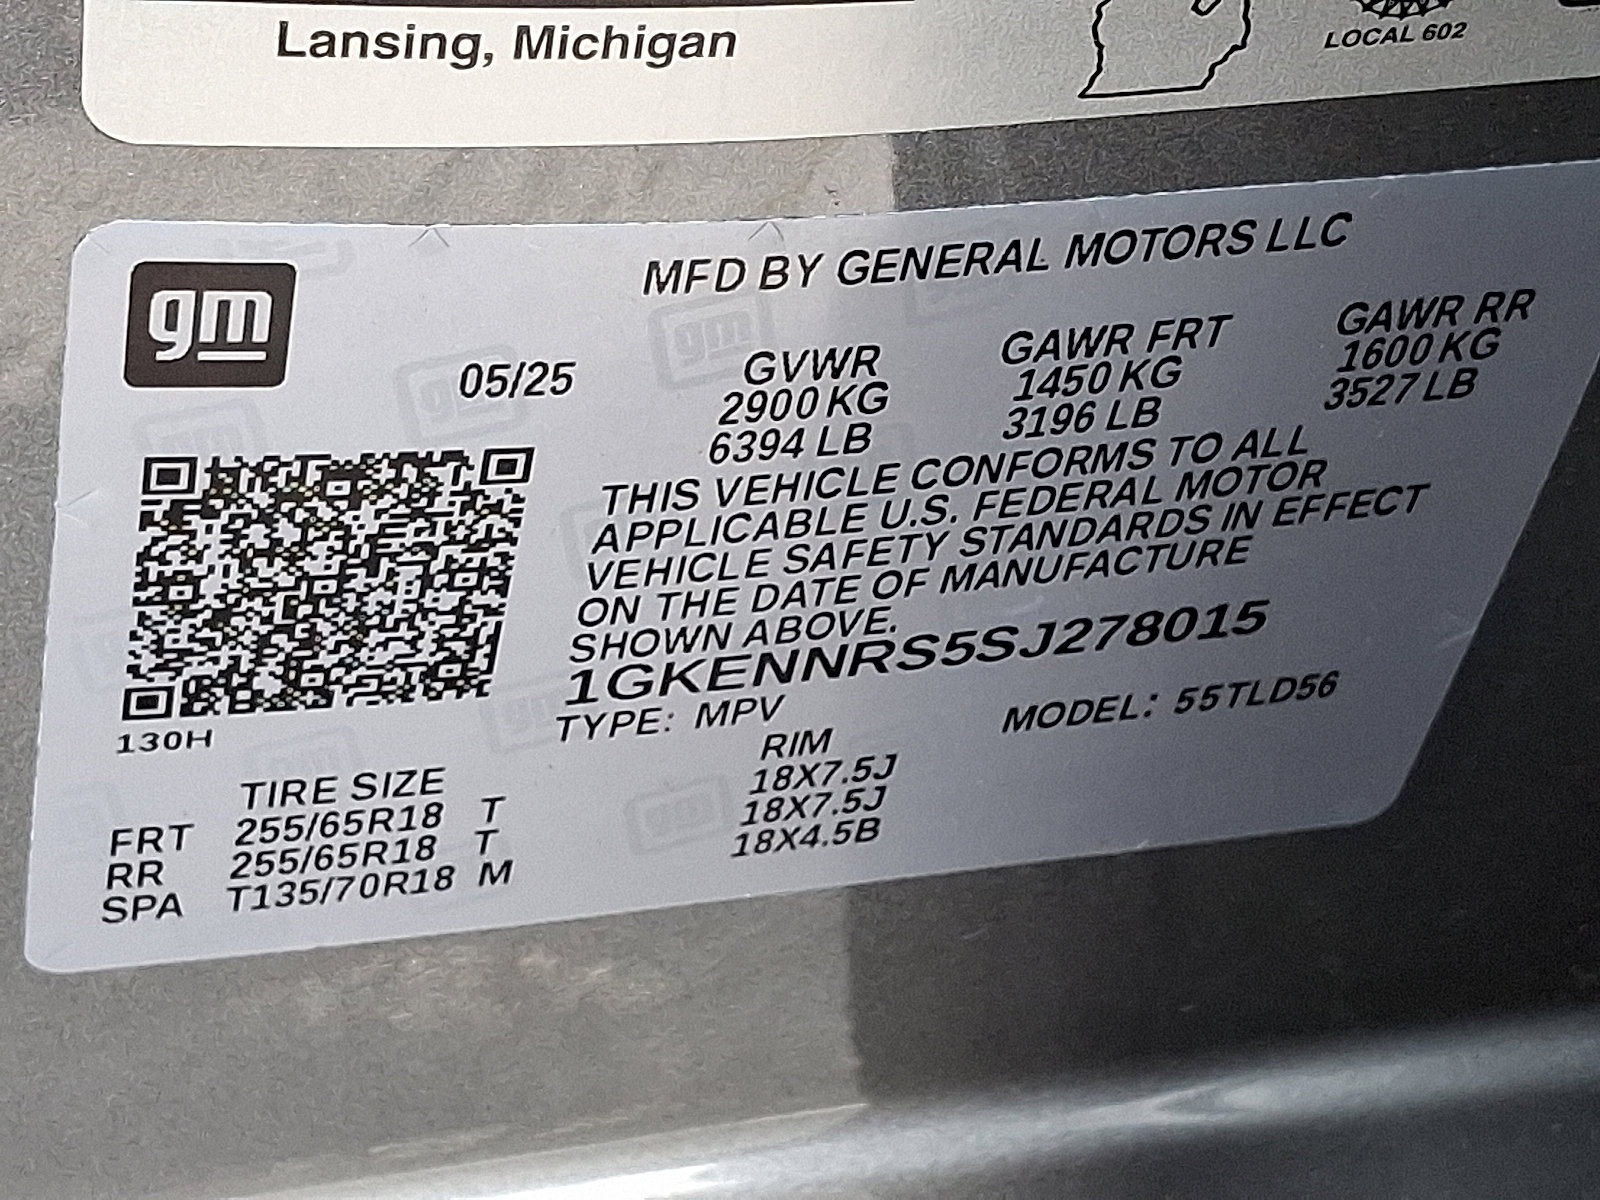 Lansing, Michigan
LOCAL 602
gm
MFD BY GENERAL MOTORS LLC
05/25
GVWR GAWR FRT GAWR RR
2900 KG 1450 KG 1600 KG
6394 LB 3196 LB 3527 LB
THIS VEHICLE CONFORMS TO ALL
APPLICABLE U.S. FEDERAL MOTOR
VEHICLE SAFETY STANDARDS IN EFFECT
ON THE DATE OF MANUFACTURE
SHOWN ABOVE.
1GKENNRS5SJ278015
TYPE: MPV MODEL: 55TLD56
130H
TIRE SIZE RIM
FRT 255/65R18 T 18X7.5J
RR 255/65R18 T 18X7.5J
SPA T135/70R18 M 18X4.5B